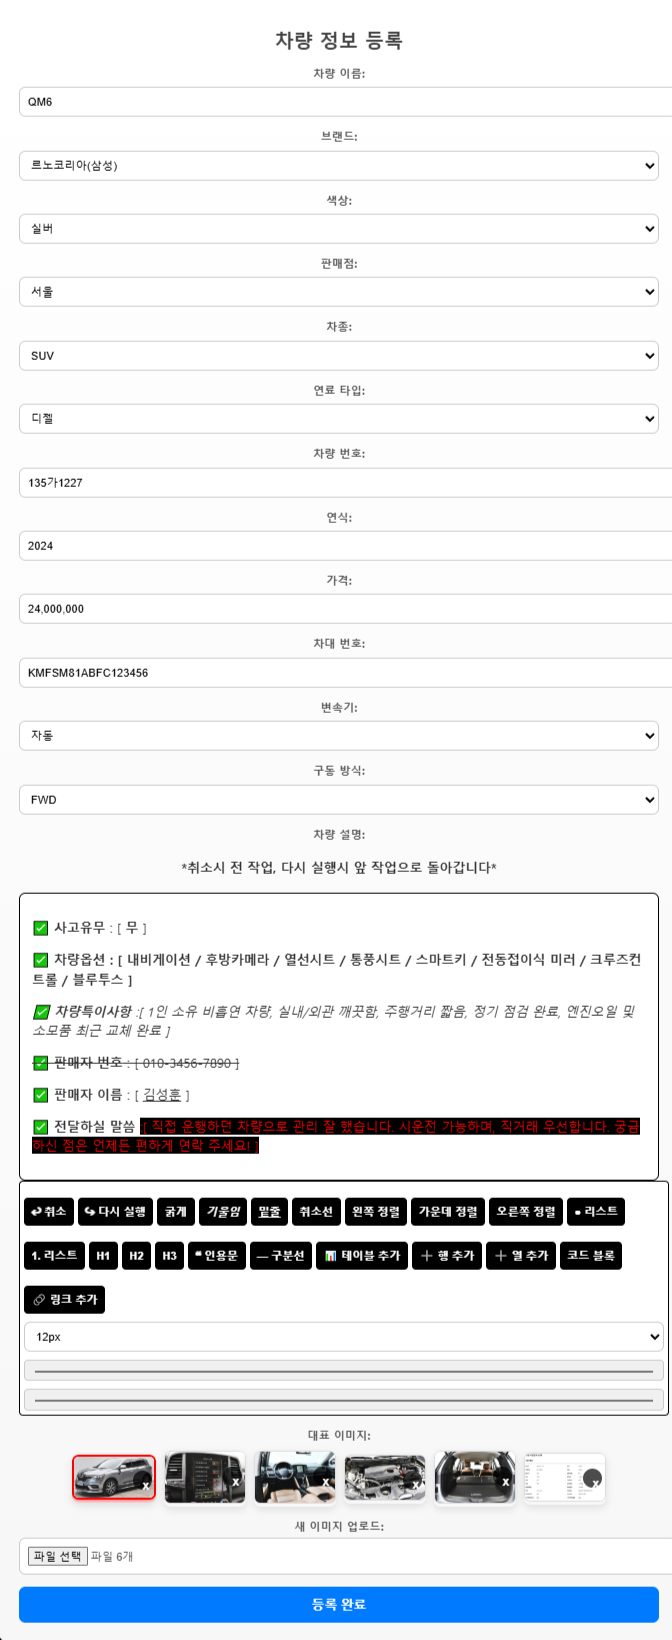 차량 정보 등록
차량 이름:
QM6
브랜드:
르노코리아(삼성)
색상:
실버
판매점:
서울
차종:
SUV
연료 타입:
디젤
차량 번호:
135가1227
연식:
2024
가격:
24,000,000
차대 번호:
KMFSM81ABFC123456
변속기:
자동
구동 방식:
FWD
차량 설명:
*취소시 전 작업, 다시 실행시 앞 작업으로 돌아갑니다*
✅ 사고유무 : [ 무 ]
✅ 차량옵션 : [ 내비게이션 / 후방카메라 / 열선시트 / 통풍시트 / 스마트키 / 전동접이식 미러 / 크루즈컨
트롤 / 블루투스 ]
✅ 차량특이사항 :[ 1인 소유 비흡연 차량, 실내/외관 깨끗함, 주행거리 짧음, 정기 점검 완료, 엔진오일 및
소모품 최근 교체 완료 ]
✅ 판매자 번호 : [ 010-3456-7890 ]
✅ 판매자 이름 : [ 김성훈 ]
✅ 전달하실 말씀 :[ 직접 운행하던 차량으로 관리 잘 했습니다. 시운전 가능하며, 직거래 우선합니다. 궁금
하신 점은 언제든 편하게 연락 주세요! ]
↩ 취소 ↪ 다시 실행 굵게 기울임 밑줄 취소선 왼쪽 정렬 가운데 정렬 오른쪽 정렬 • 리스트
1. 리스트 H1 H2 H3 ❝ 인용문 — 구분선 📊 테이블 추가 ➕ 행 추가 ➕ 열 추가 코드 블록
🔗 링크 추가
12px
대표 이미지:
X X X X X X
새 이미지 업로드:
파일 선택 파일 6개
등록 완료